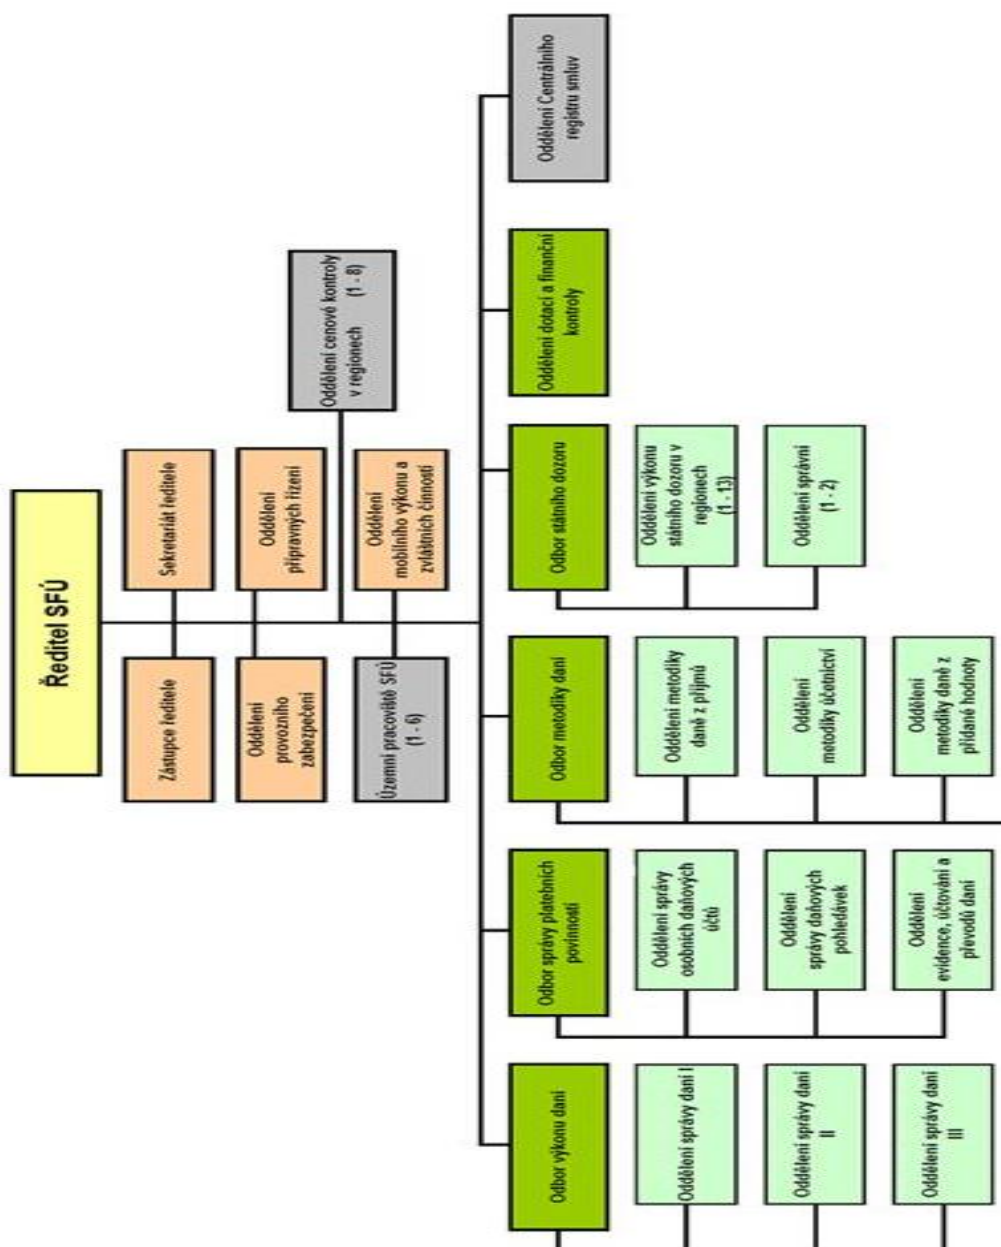 Ředitel SFÚ
Zástupce ředitele
Sekretariát ředitele
Oddělení
provozního
zabezpečení
Oddělení
přípravných řízení
Oddělení cenové kontroly
v regionech (1 - 8)
Územní pracoviště SFÚ
(1 - 6)
Oddělení
mobilního výkonu a
zvláštních činností
Odbor výkonu daní
Odbor správy platebních
povinností
Odbor metodiky daní
Odbor státního dozoru
Oddělení dotací a finanční
kontroly
Oddělení Centrálního
registru smluv
Oddělení správy daní I
Oddělení správy
osobních daňových
účtů
Oddělení metodiky
daně z příjmů
Oddělení výkonu
státního dozoru v
regionech
(1 - 13)
Oddělení správy daní
II
Oddělení
správy daňových
pohledávek
Oddělení
metodiky účetnictví
Oddělení správní
(1 - 2)
Oddělení správy daní
III
Oddělení
evidence, účtování a
převodů daní
Oddělení
metodiky daně z
přidané hodnoty